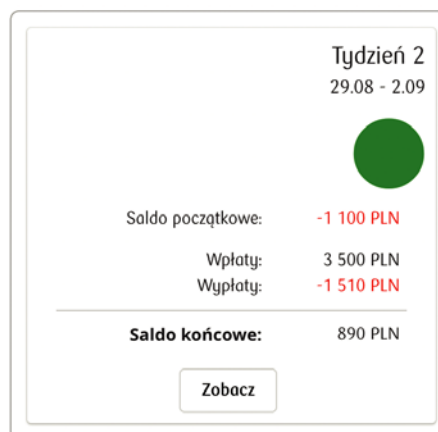 Tydzień 2
29.08 - 2.09
Saldo początkowe: -1 100 PLN
Wpłaty: 3 500 PLN
Wypłaty: -1 510 PLN
Saldo końcowe: 890 PLN
Zobacz